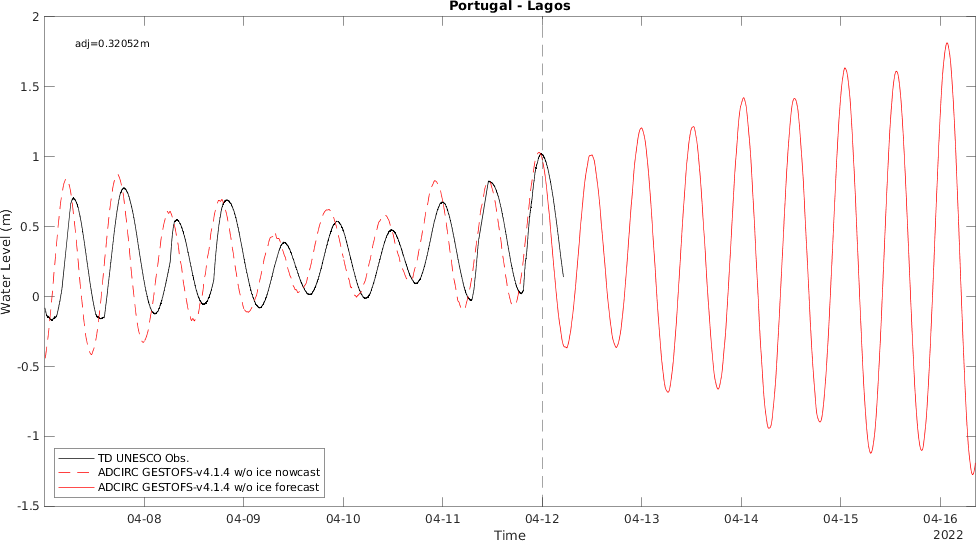 Portugal - Lagos
adj=0.32052m
Water Level (m)
2
1.5
1
0.5
0
-0.5
-1
-1.5
TD UNESCO Obs.
ADCIRC GESTOFS-v4.1.4 w/o ice nowcast
ADCIRC GESTOFS-v4.1.4 w/o ice forecast
04-08 04-09 04-10 04-11 04-12 04-13 04-14 04-15 04-16
Time
2022